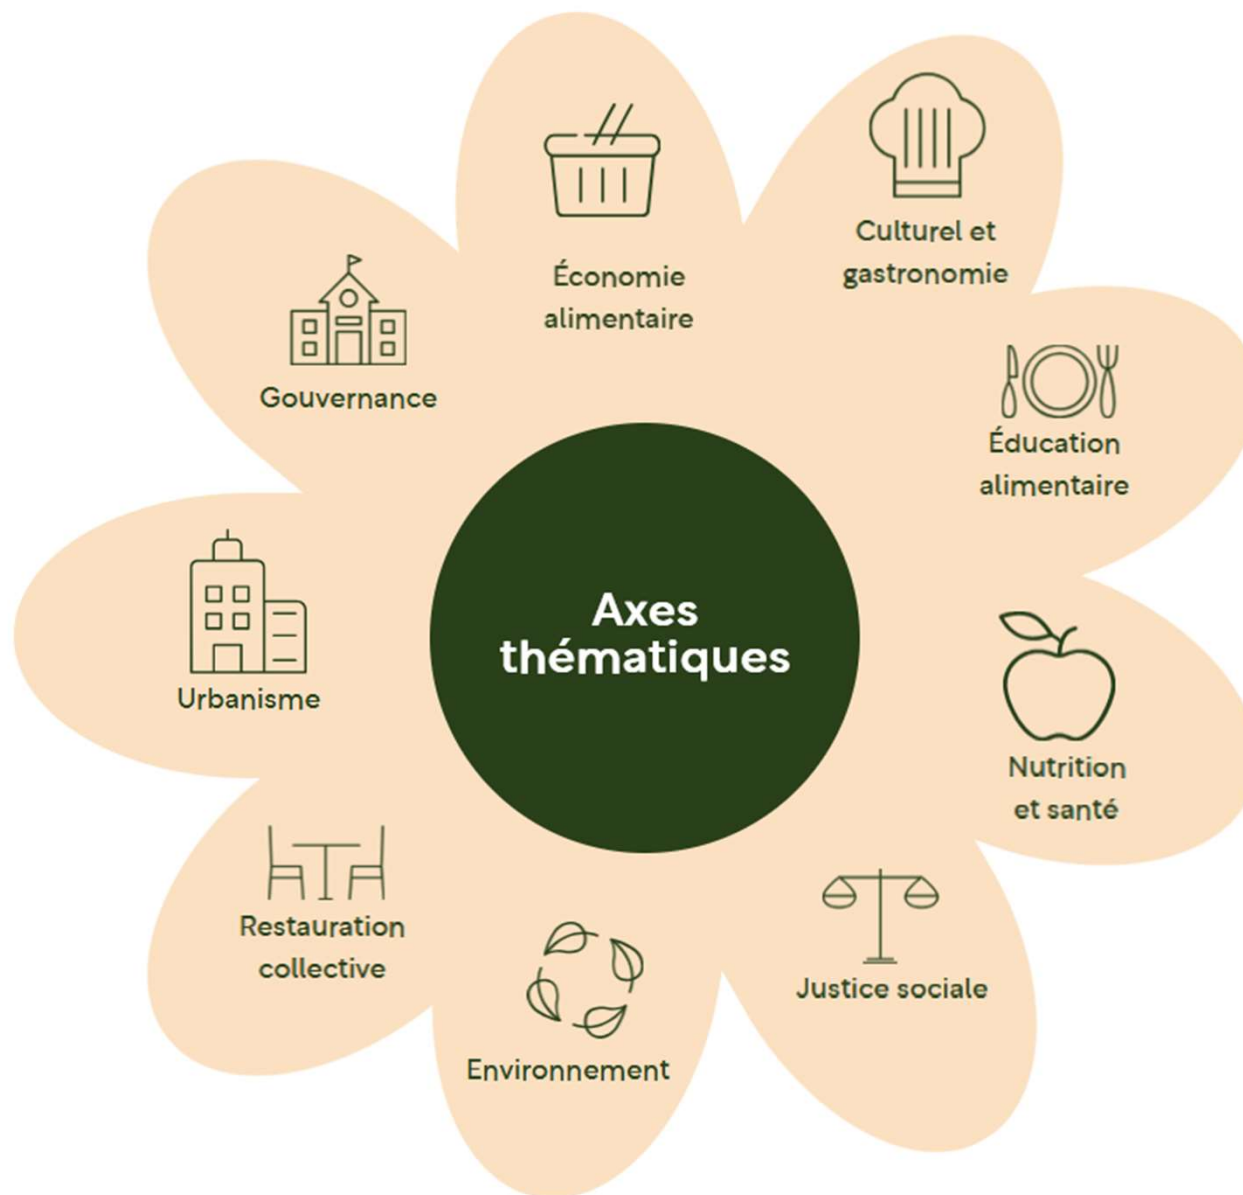 Économie
alimentaire
Culturel et
gastronomie
Éducation
alimentaire
Nutrition
et santé
Justice sociale
Environnement
Restauration
collective
Urbanisme
Gouvernance
Axes
thématiques